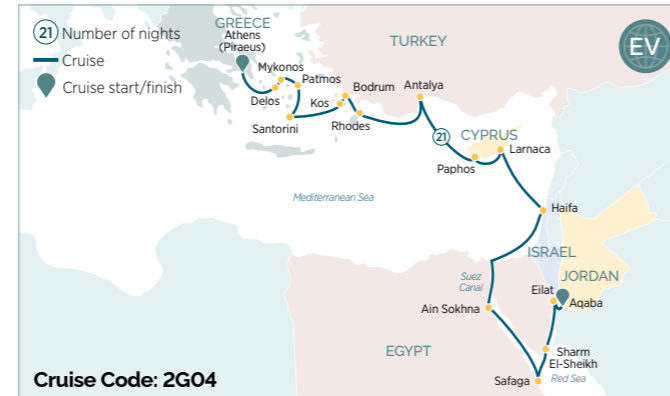 21 Number of nights
Cruise
Cruise start/finish
GREECE
Athens
(Piraeus)
TURKEY
EV
Mykonos
Patmos
Delos
Kos
Bodrum
Antalya
Santorini
Rhodes
21
CYPRUS
Larnaca
Paphos
Mediterranean Sea
Haifa
ISRAEL
JORDAN
Suez
Canal
Eilat
Aqaba
Ain Sokhna
EGYPT
Sharm
El-Sheikh
Safaga
Red Sea
Cruise Code: 2G04